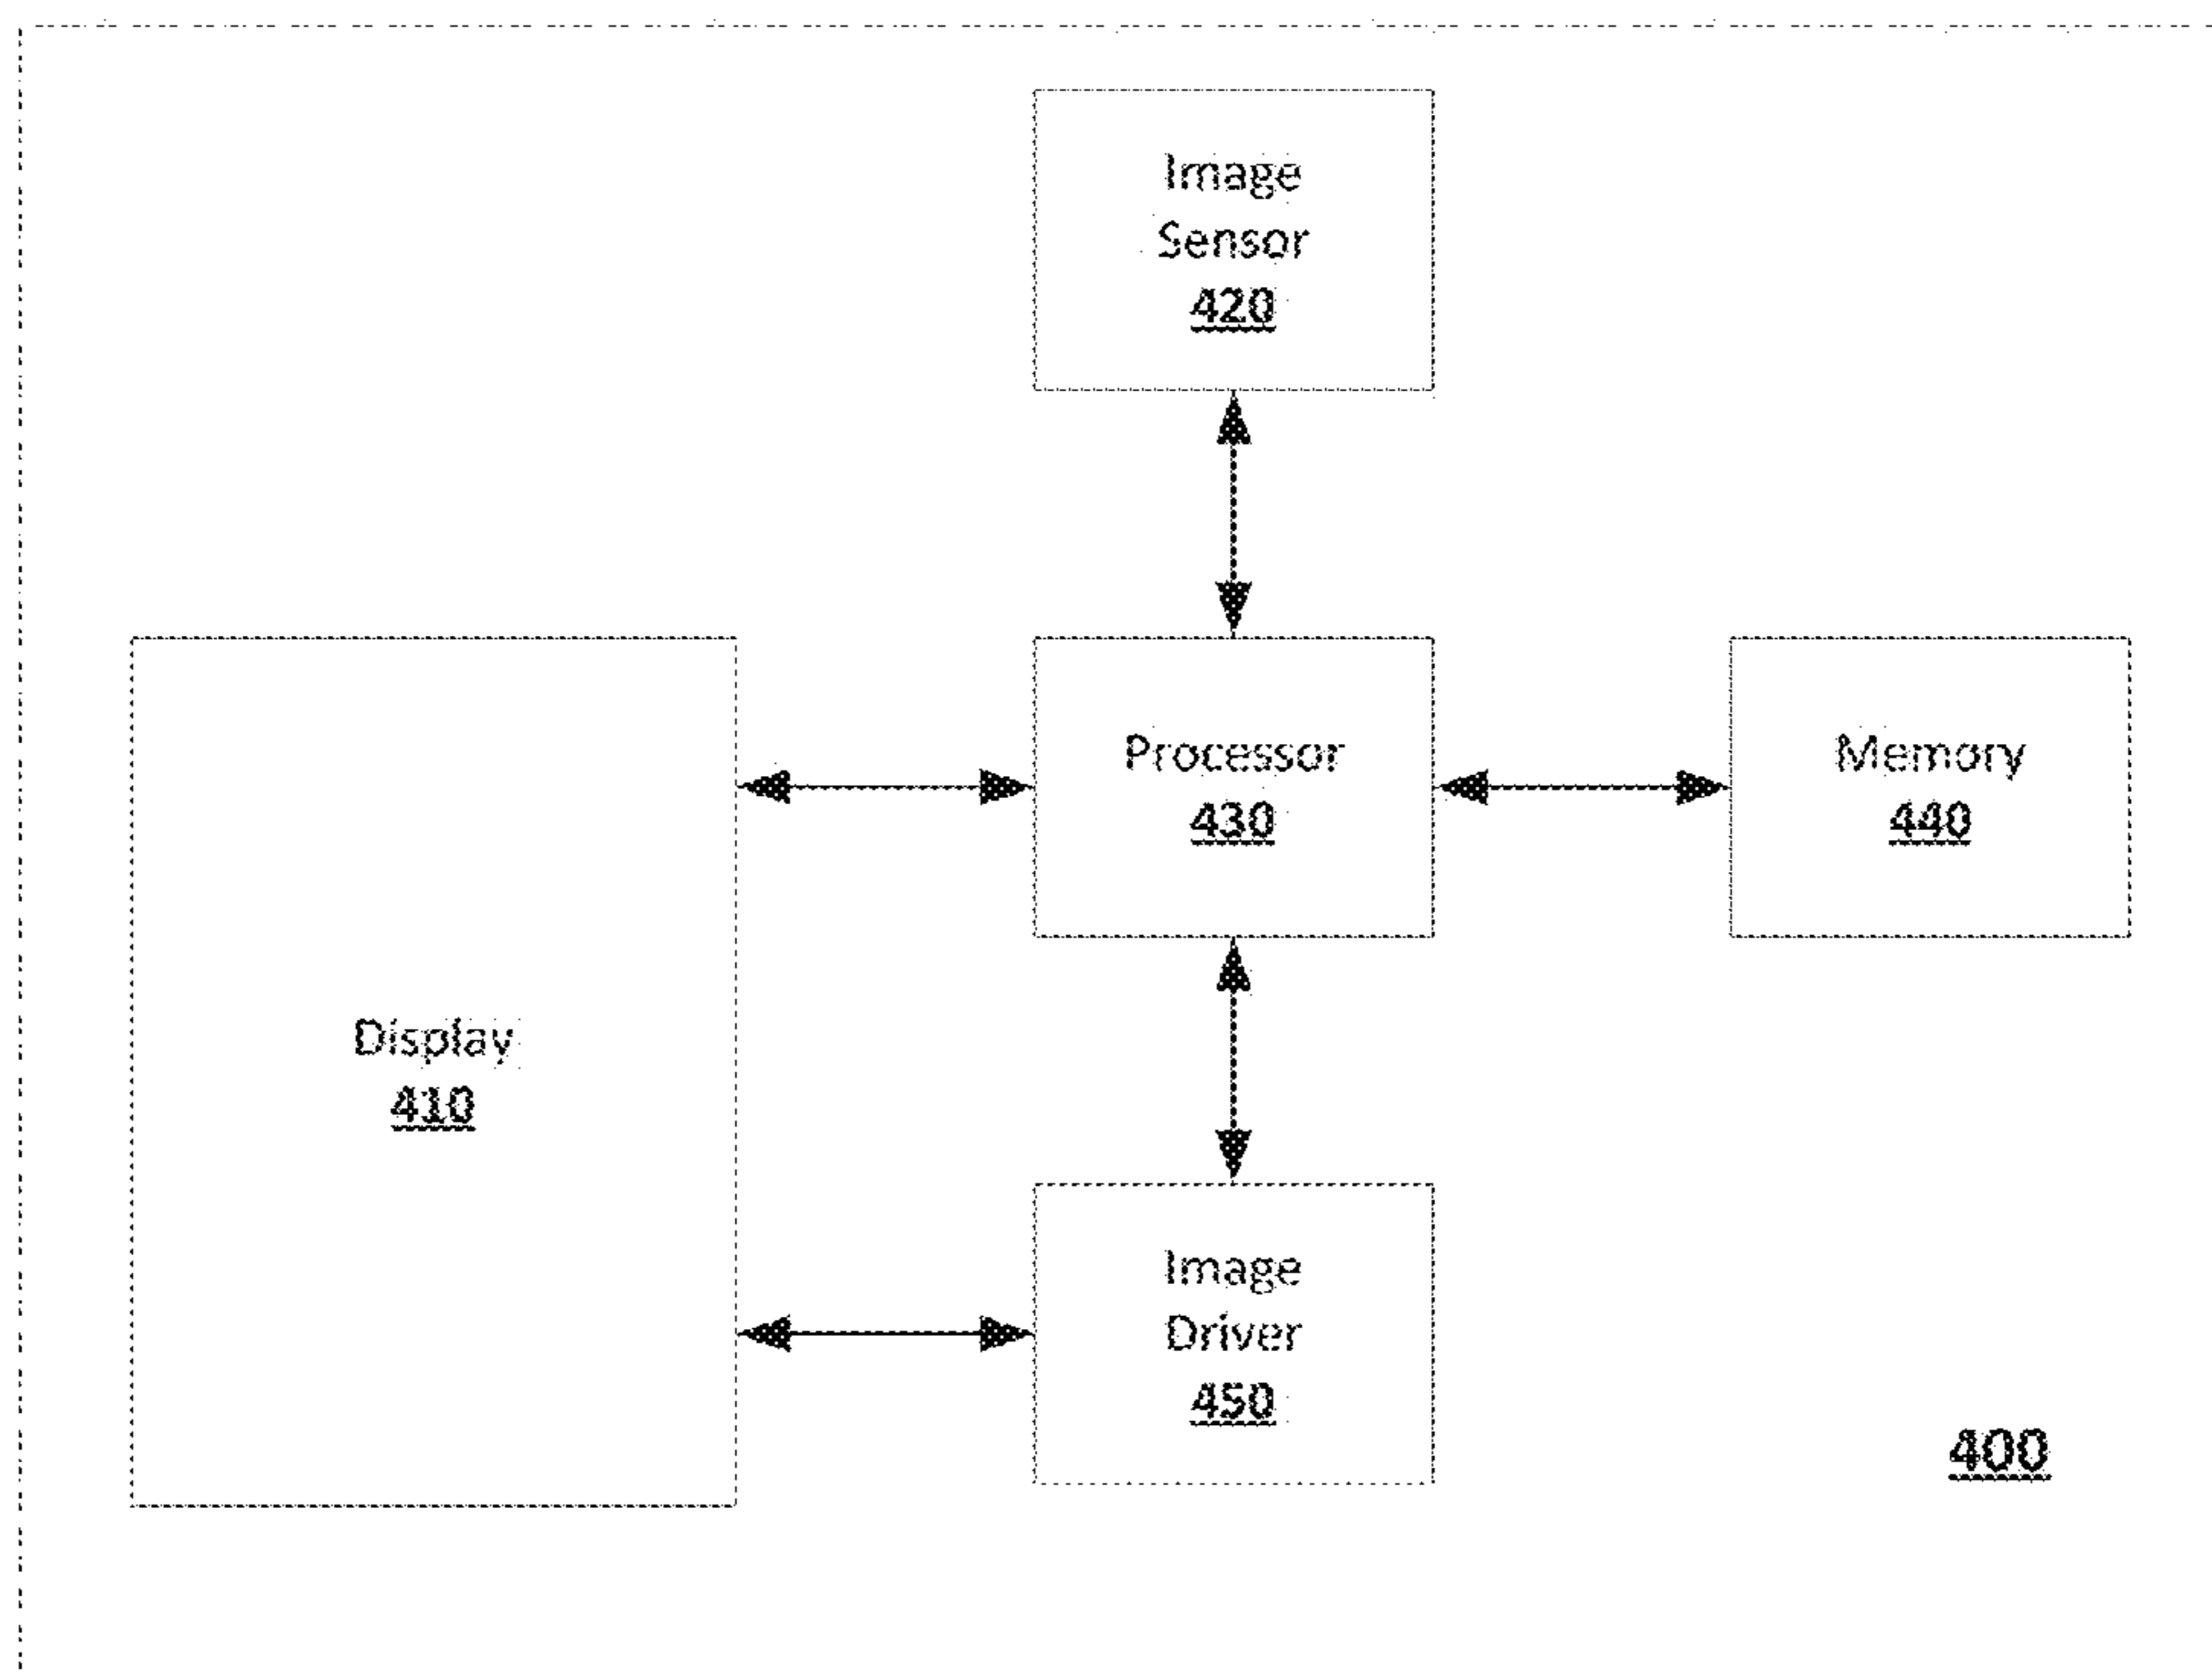 Image
Sensor
420
Processor
430
Memory
440
Display
410
Image
Driver
450
400